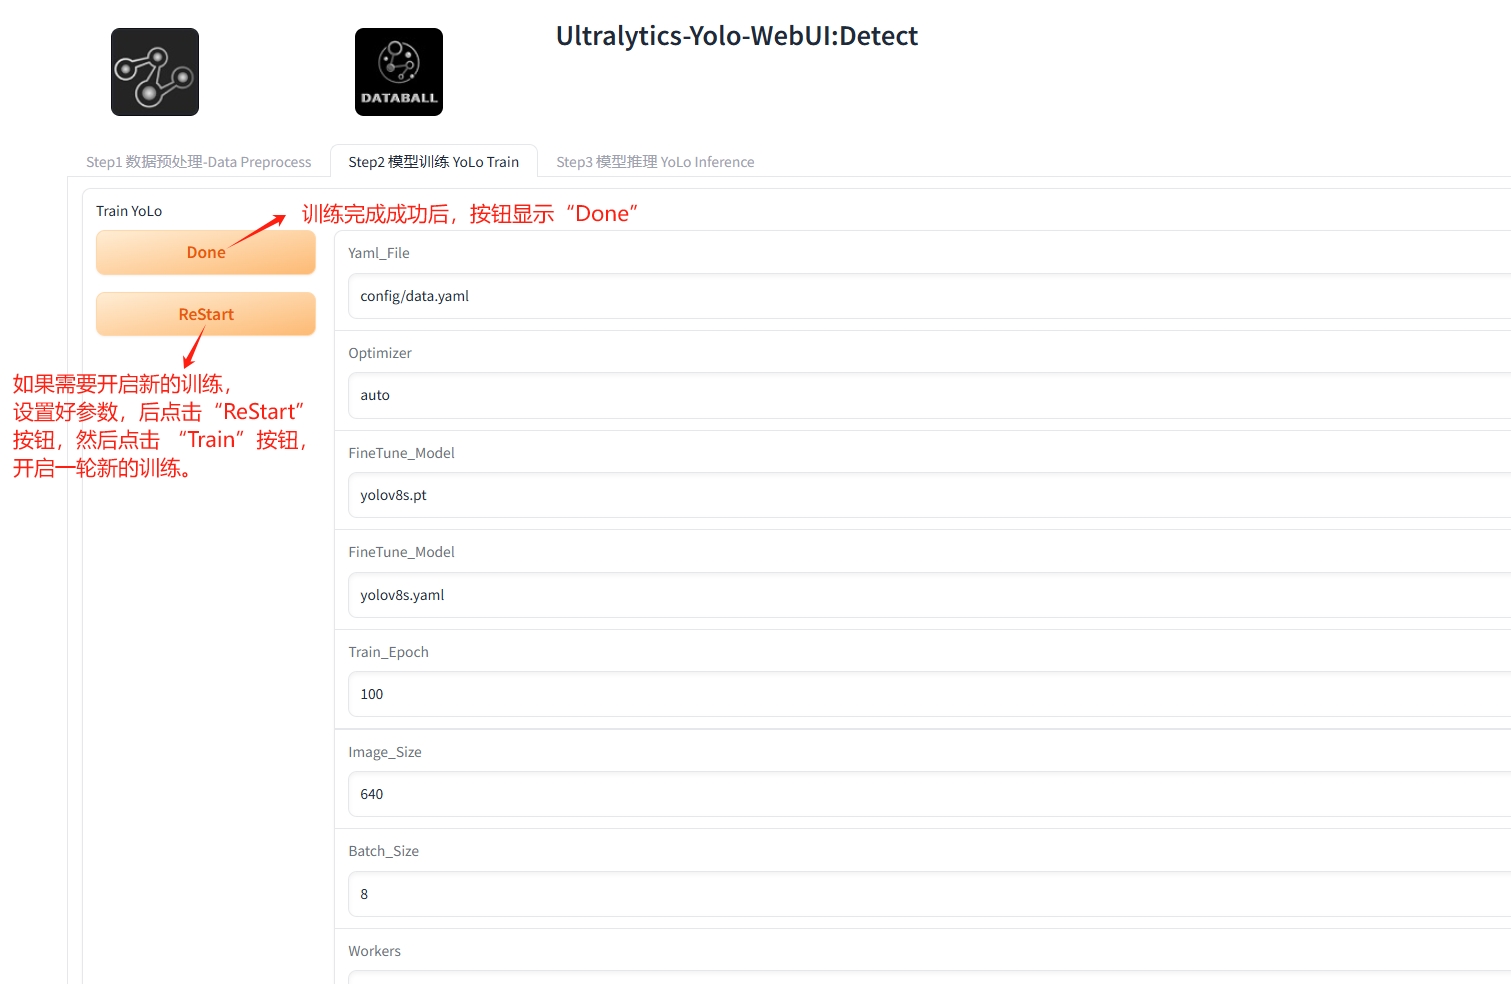 Ultralytics-Yolo-WebUI:Detect
DATABALL
Step1 数据预处理-Data Preprocess
Step2 模型训练 YoLo Train
Step3 模型推理 YoLo Inference
Train YoLo
训练完成成功后，按钮显示“Done”
Done
ReStart
如果需要开启新的训练，
设置好参数，后点击“ReStart”
按钮，然后点击 “Train”按钮，
开启一轮新的训练。
Yaml_File
config/data.yaml
Optimizer
auto
FineTune_Model
yolov8s.pt
FineTune_Model
yolov8s.yaml
Train_Epoch
100
Image_Size
640
Batch_Size
8
Workers